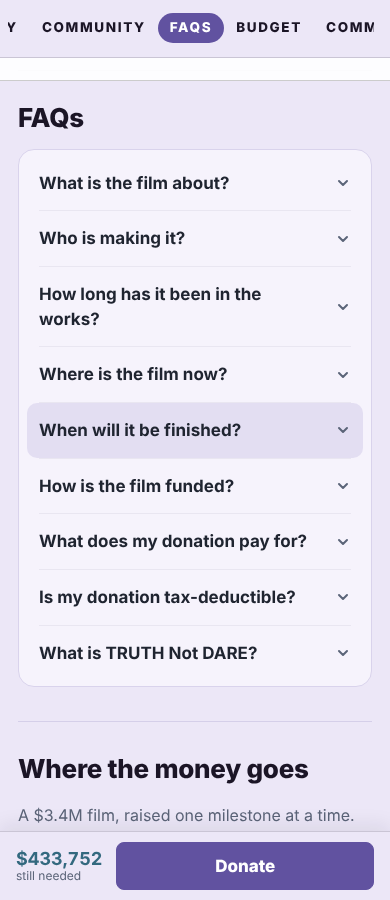 Y COMMUNITY FAQS BUDGET COMM
FAQs
What is the film about?
Who is making it?
How long has it been in the
works?
Where is the film now?
When will it be finished?
How is the film funded?
What does my donation pay for?
Is my donation tax-deductible?
What is TRUTH Not DARE?
Where the money goes
A $3.4M film, raised one milestone at a time.
$433,752
still needed
Donate